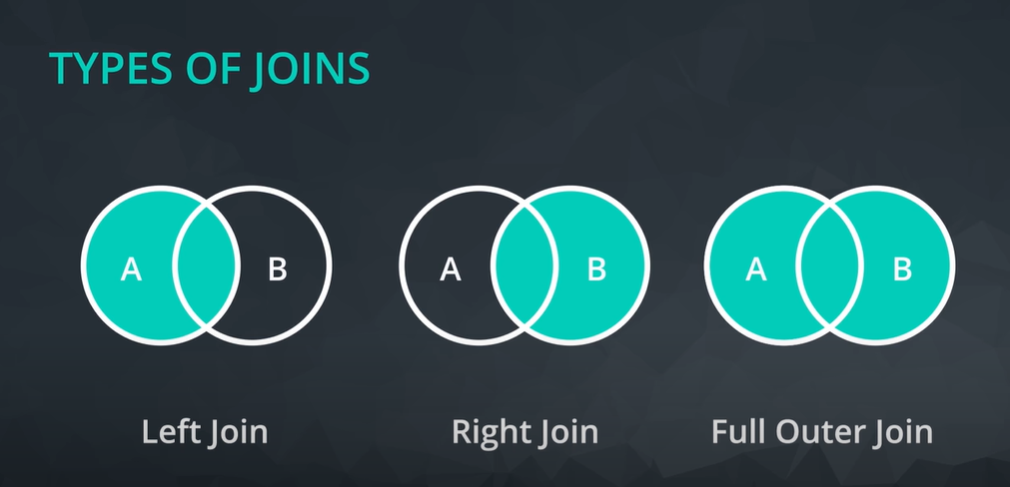 TYPES OF JOINS
A B A B A B
Left Join Right Join Full Outer Join